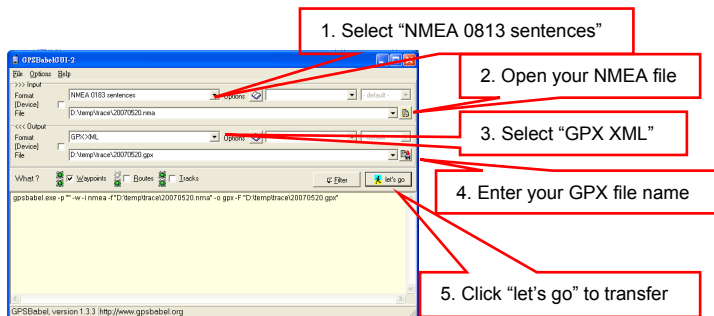 1. Select “NMEA 0813 sentences”
GPSBabelGUI-2
File Options Help
>>> Input
Format NMEA 0183 sentences Options - default -
[Device]
File D:\temp\trace\20070520.nma
2. Open your NMEA file
<<< Output
Format GPX XML Options - default -
[Device]
File D:\temp\trace\20070520.gpx
3. Select “GPX XML”
4. Enter your GPX file name
What ? Waypoints Routes Tracks Filter let's go
gpsbabel.exe -p "" -w -i nmea -f "D:\temp\trace\20070520.nma" -o gpx -F "D:\temp\trace\20070520.gpx"
5. Click “let’s go” to transfer
GPSBabel, version 1.3.3 http://www.gpsbabel.org